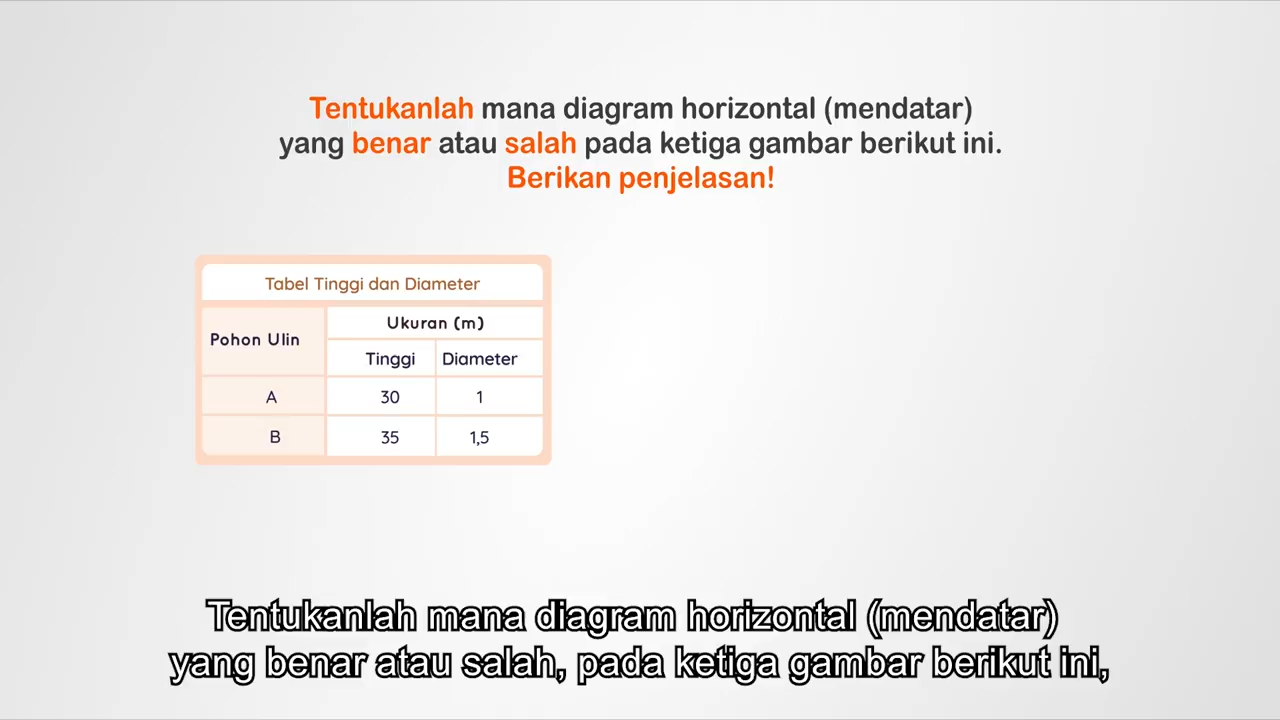 Tentukanlah mana diagram horizontal (mendatar)
yang benar atau salah pada ketiga gambar berikut ini.
Berikan penjelasan!
Tabel Tinggi dan Diameter
Pohon Ulin
Ukuran (m)
Tinggi Diameter
A 30 1
B 35 1,5
Tentukanlah mana diagram horizontal (mendatar)
yang benar atau salah, pada ketiga gambar berikut ini,